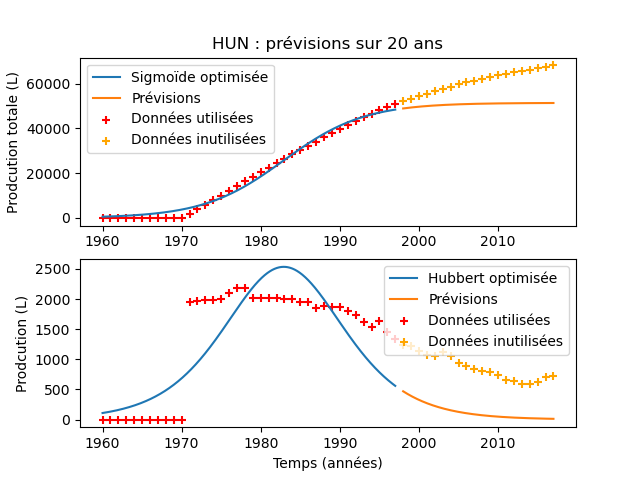 HUN : prévisions sur 20 ans
Prodcution totale (L)
60000
40000
20000
0
Sigmoïde optimisée
Prévisions
Données utilisées
Données inutilisées
1960 1970 1980 1990 2000 2010
Prodcution (L)
2500
2000
1500
1000
500
0
Hubbert optimisée
Prévisions
Données utilisées
Données inutilisées
1960 1970 1980 1990 2000 2010
Temps (années)